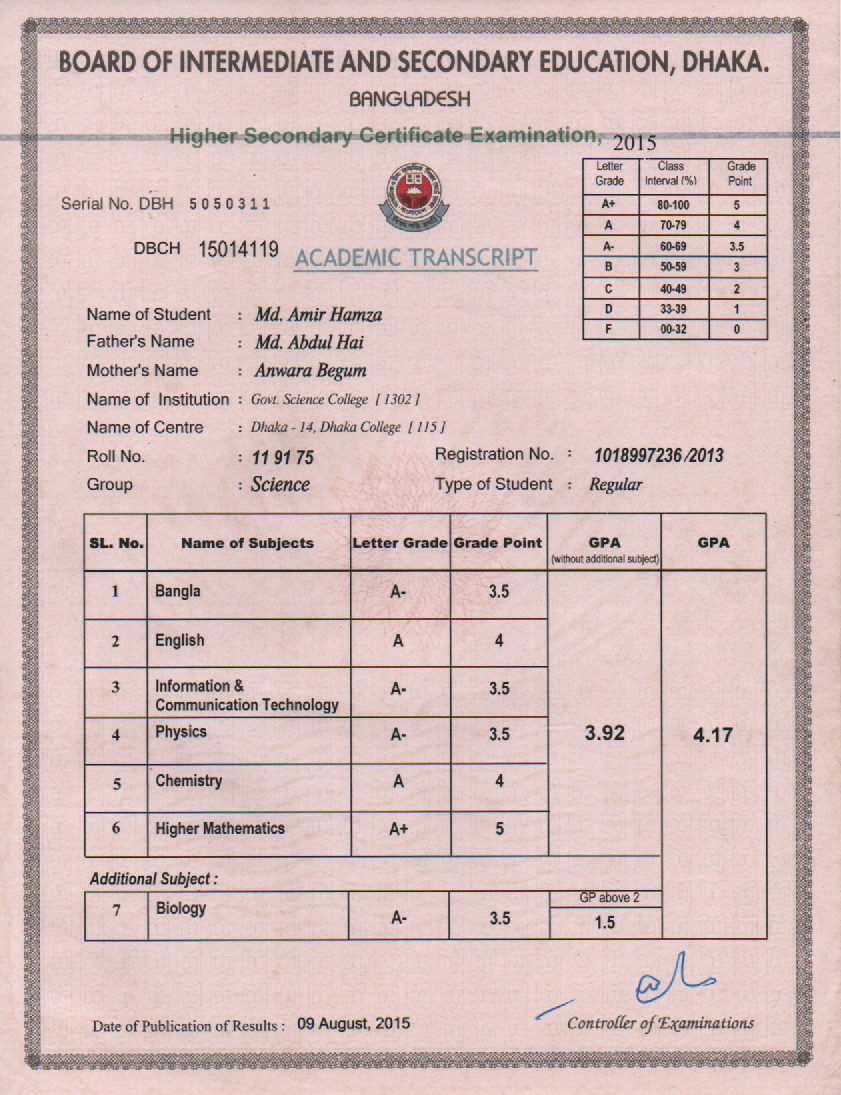 BOARD OF INTERMEDIATE AND SECONDARY EDUCATION, DHAKA.
BANGLADESH
Higher Secondary Certificate Examination, 2015
Serial No. DBH 5050311
DBCH 15014119
ACADEMIC TRANSCRIPT
Letter Grade Class Interval (%) Grade Point
A+ 80-100 5
A 70-79 4
A- 60-69 3.5
B 50-59 3
C 40-49 2
D 33-39 1
F 00-32 0
Name of Student : Md. Amir Hamza
Father's Name : Md. Abdul Hai
Mother's Name : Anwara Begum
Name of Institution : Govt. Science College [ 1302 ]
Name of Centre : Dhaka - 14, Dhaka College [ 115 ]
Roll No. : 11 91 75 Registration No. : 1018997236/2013
Group : Science Type of Student : Regular
SL. No. Name of Subjects Letter Grade Grade Point GPA (without additional subject) GPA
1 Bangla A- 3.5
2 English A 4
3 Information & Communication Technology A- 3.5
4 Physics A- 3.5 3.92 4.17
5 Chemistry A 4
6 Higher Mathematics A+ 5
Additional Subject :
GP above 2
7 Biology A- 3.5 1.5
Date of Publication of Results : 09 August, 2015 Controller of Examinations